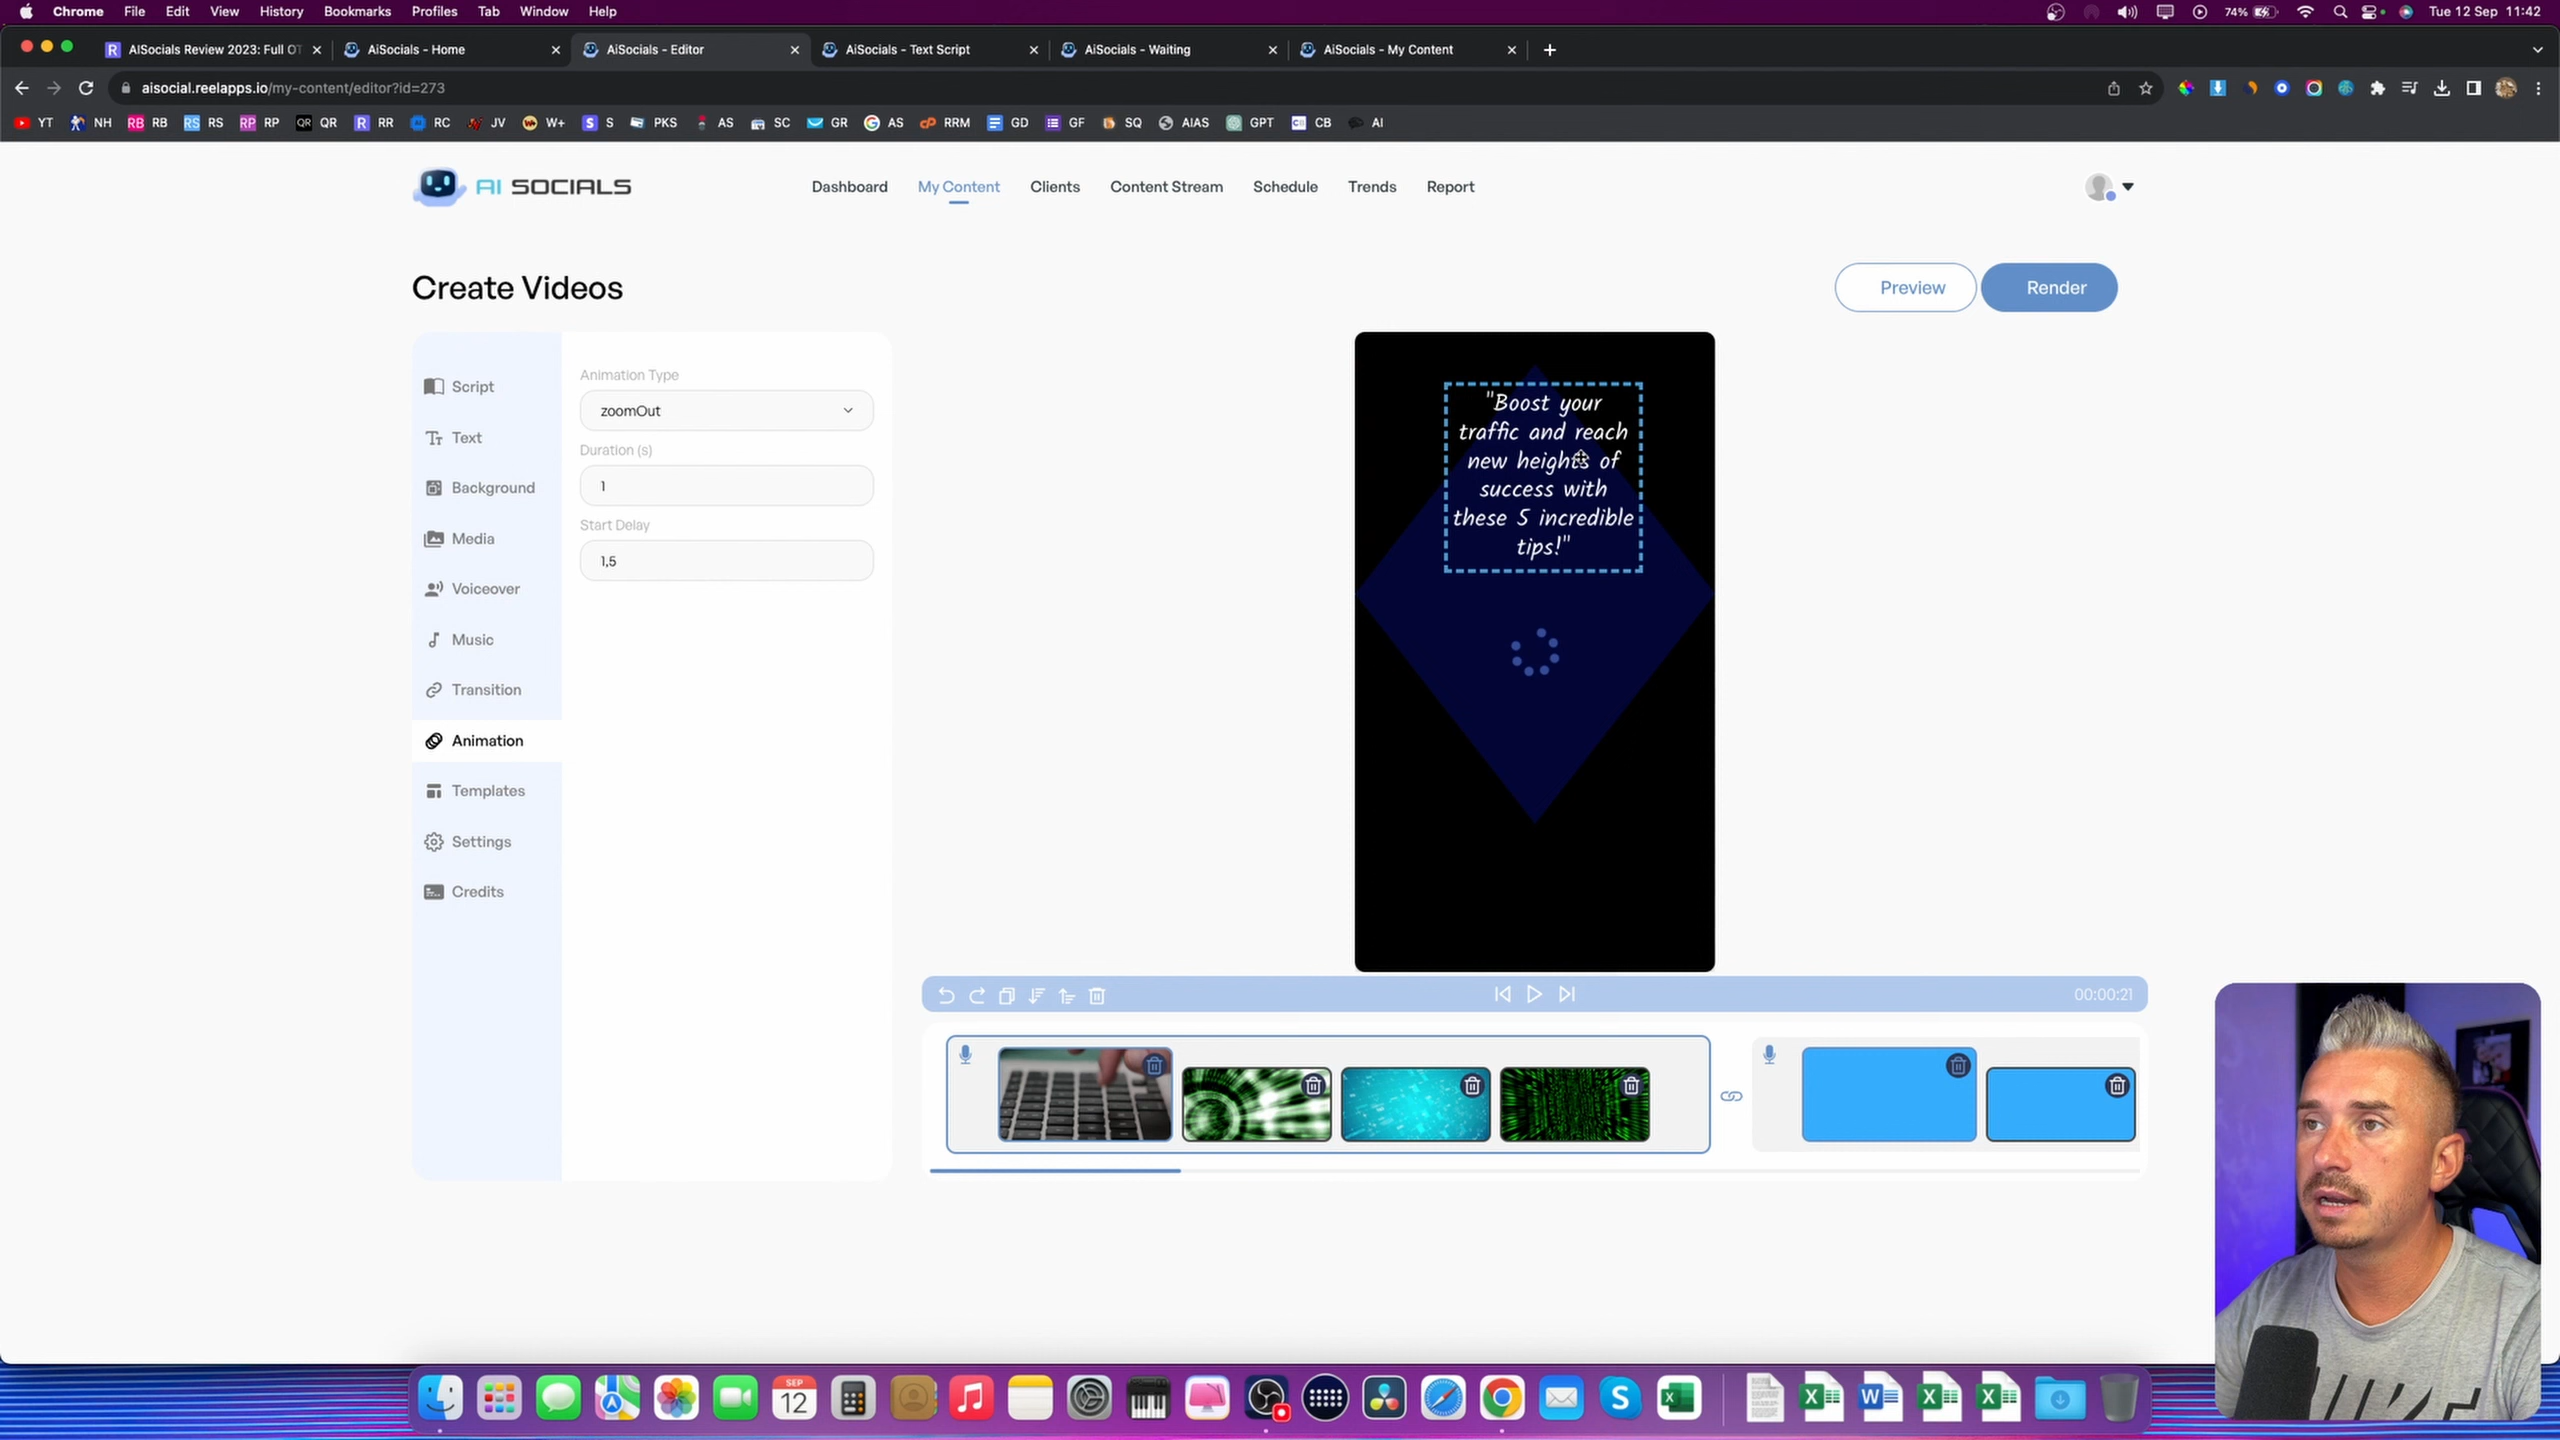 Chrome File Edit View History Bookmarks Profiles Tab Window Help 74% Tue 12 Sep 11:42
AISocials Review 2023: Full OT AiSocials - Home AiSocials - Editor AiSocials - Text Script AiSocials - Waiting AiSocials - My Content
aisocial.reelapps.io/my-content/editor?id=273
YT NH RB RB RS RS RP RP QR QR R RR RC JV W+ S S PKS AS SC GR AS RRM GD GF SQ AIAS GPT CB AI
AI SOCIALS Dashboard My Content Clients Content Stream Schedule Trends Report
Create Videos Preview Render
Script
Text
Background
Media
Voiceover
Music
Transition
Animation
Templates
Settings
Credits
Animation Type
zoomOut
Duration (s)
1
Start Delay
1,5
"Boost your
traffic and reach
new heights of
success with
these 5 incredible
tips!"
00:00:21
SEP
12